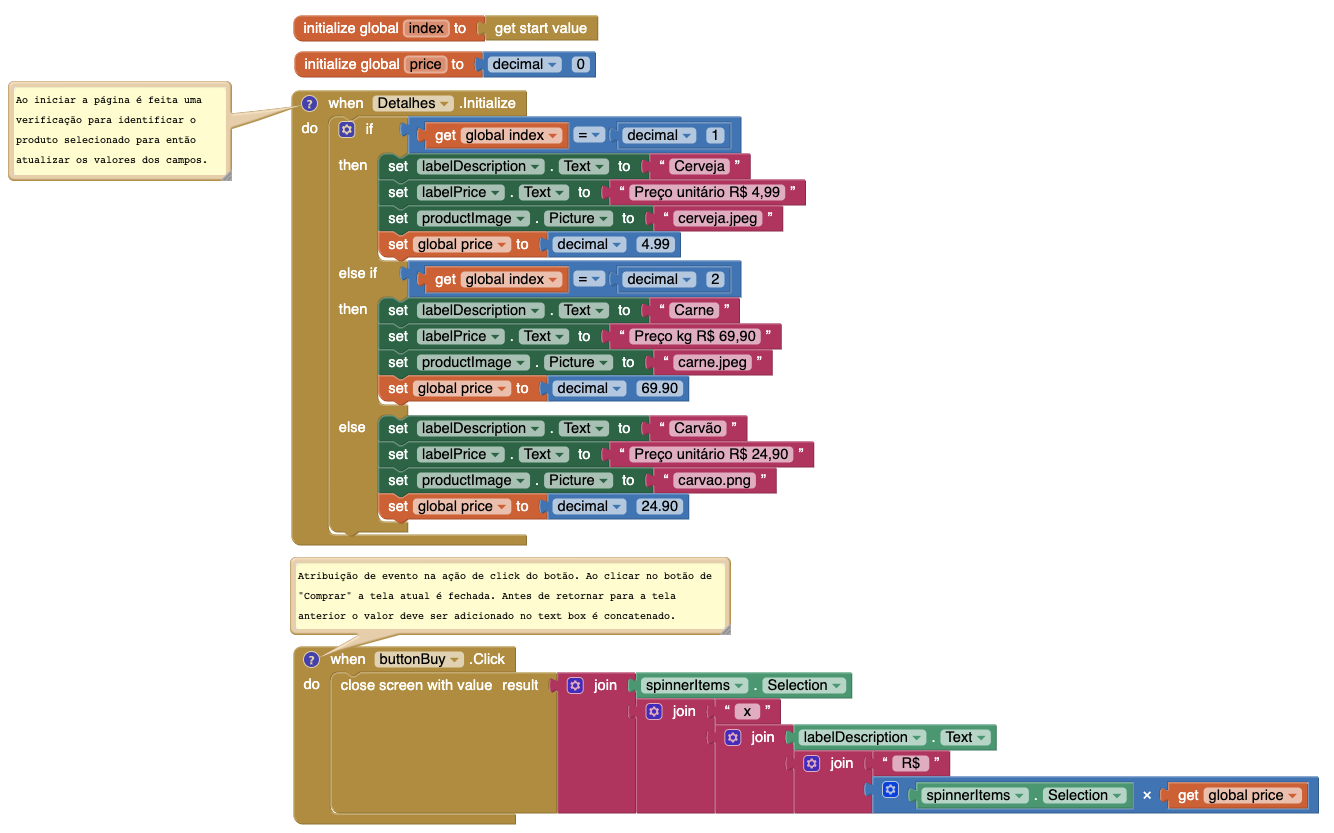 initialize global index to get start value
initialize global price to decimal 0
Ao iniciar a página é feita uma
verificação para identificar o
produto selecionado para então
atualizar os valores dos campos.
? when Detalhes .Initialize
do if get global index = decimal 1
then set labelDescription . Text to “ Cerveja ”
set labelPrice . Text to “ Preço unitário R$ 4,99 ”
set productImage . Picture to “ cerveja.jpeg ”
set global price to decimal 4.99
else if get global index = decimal 2
then set labelDescription . Text to “ Carne ”
set labelPrice . Text to “ Preço kg R$ 69,90 ”
set productImage . Picture to “ carne.jpeg ”
set global price to decimal 69.90
else set labelDescription . Text to “ Carvão ”
set labelPrice . Text to “ Preço unitário R$ 24,90 ”
set productImage . Picture to “ carvao.png ”
set global price to decimal 24.90
Atribuição de evento na ação de click do botão. Ao clicar no botão de
"Comprar" a tela atual é fechada. Antes de retornar para a tela
anterior o valor deve ser adicionado no text box é concatenado.
? when buttonBuy .Click
do close screen with value result join spinnerItems . Selection
join “ x ”
join labelDescription . Text
join “ R$ ”
spinnerItems . Selection × get global price